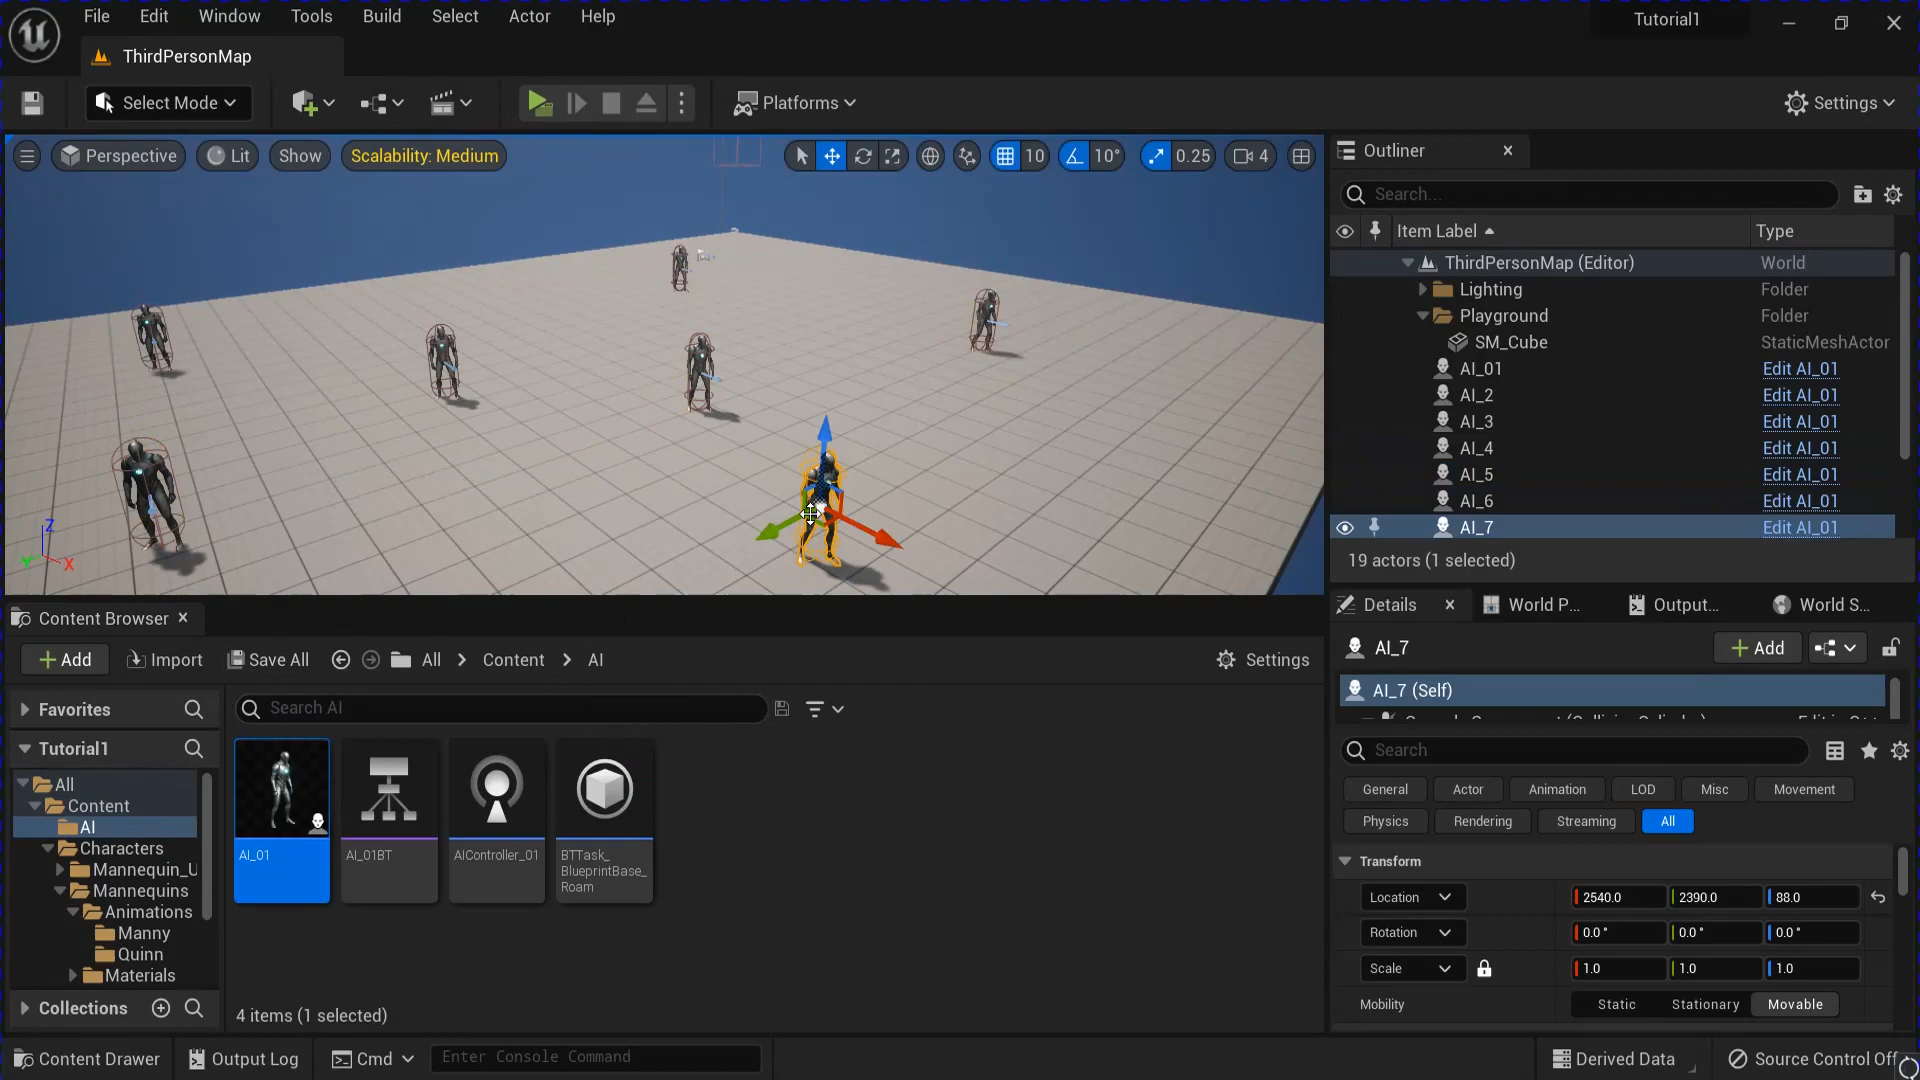 File Edit Window Tools Build Select Actor Help
Tutorial1
ThirdPersonMap
Select Mode
Platforms
Settings
Perspective
Lit
Show
Scalability: Medium
10
10°
0.25
4
Z
Y
X
Outliner
Search...
Item Label Type
ThirdPersonMap (Editor) World
Lighting Folder
Playground Folder
SM_Cube StaticMeshActor
AI_01 Edit AI_01
AI_2 Edit AI_01
AI_3 Edit AI_01
AI_4 Edit AI_01
AI_5 Edit AI_01
AI_6 Edit AI_01
AI_7 Edit AI_01
19 actors (1 selected)
Details World P... Output... World S...
AI_7 Add
AI_7 (Self)
Search
General Actor Animation LOD Misc Movement
Physics Rendering Streaming All
Transform
Location 2540.0 2390.0 88.0
Rotation 0.0 ° 0.0 ° 0.0 °
Scale 1.0 1.0 1.0
Mobility Static Stationary Movable
Content Browser
Add Import Save All All Content AI Settings
Favorites
Tutorial1
All
Content
AI
Characters
Mannequin_U
Mannequins
Animations
Manny
Quinn
Materials
Collections
Search AI
AI_01
AI_01BT
AIController_01
BTTask_
BlueprintBase_
Roam
4 items (1 selected)
Content Drawer Output Log Cmd Enter Console Command Derived Data Source Control Off